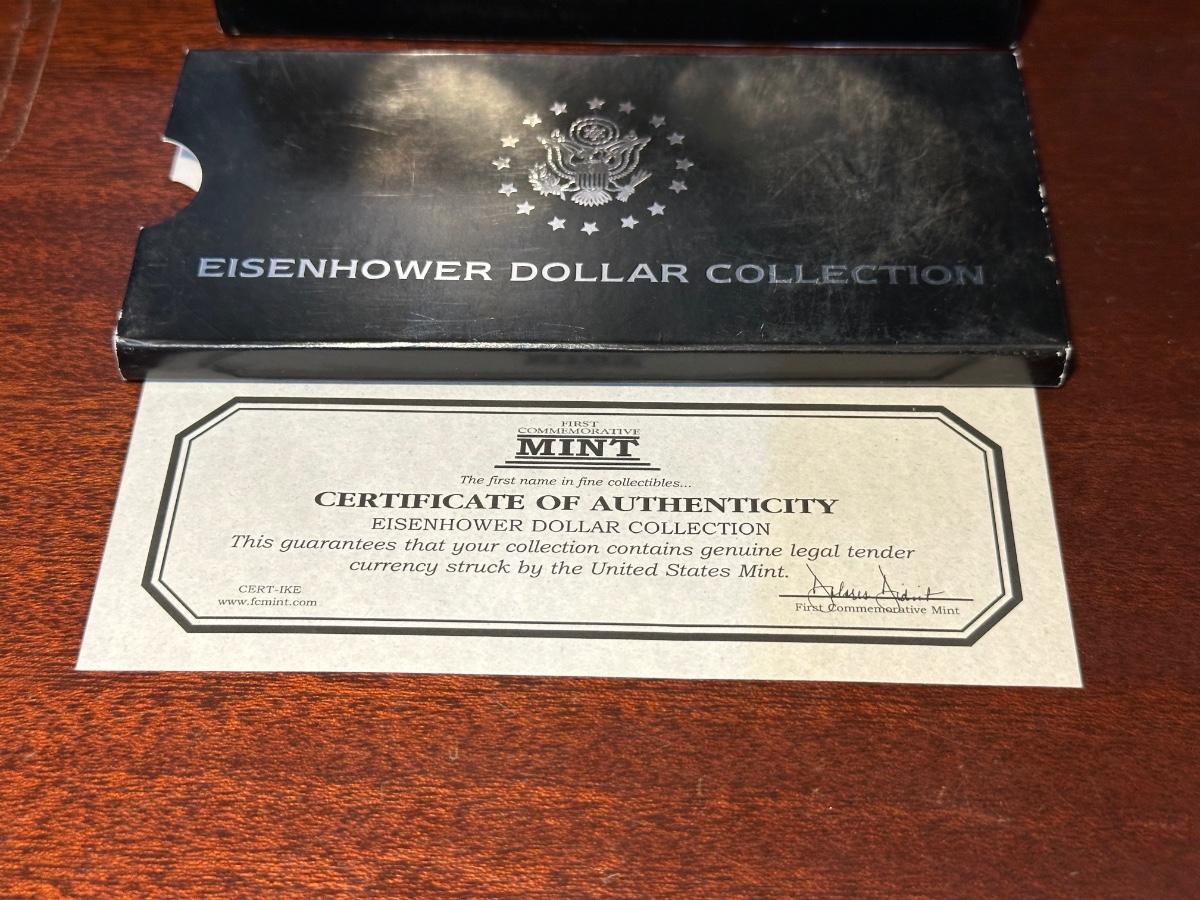 EISENHOWER DOLLAR COLLECTION
FIRST
COMMEMORATIVE
MINT
The first name in fine collectibles...
CERTIFICATE OF AUTHENTICITY
EISENHOWER DOLLAR COLLECTION
This guarantees that your collection contains genuine legal tender
currency struck by the United States Mint.
CERT-IKE
www.fcmint.com
First Commemorative Mint